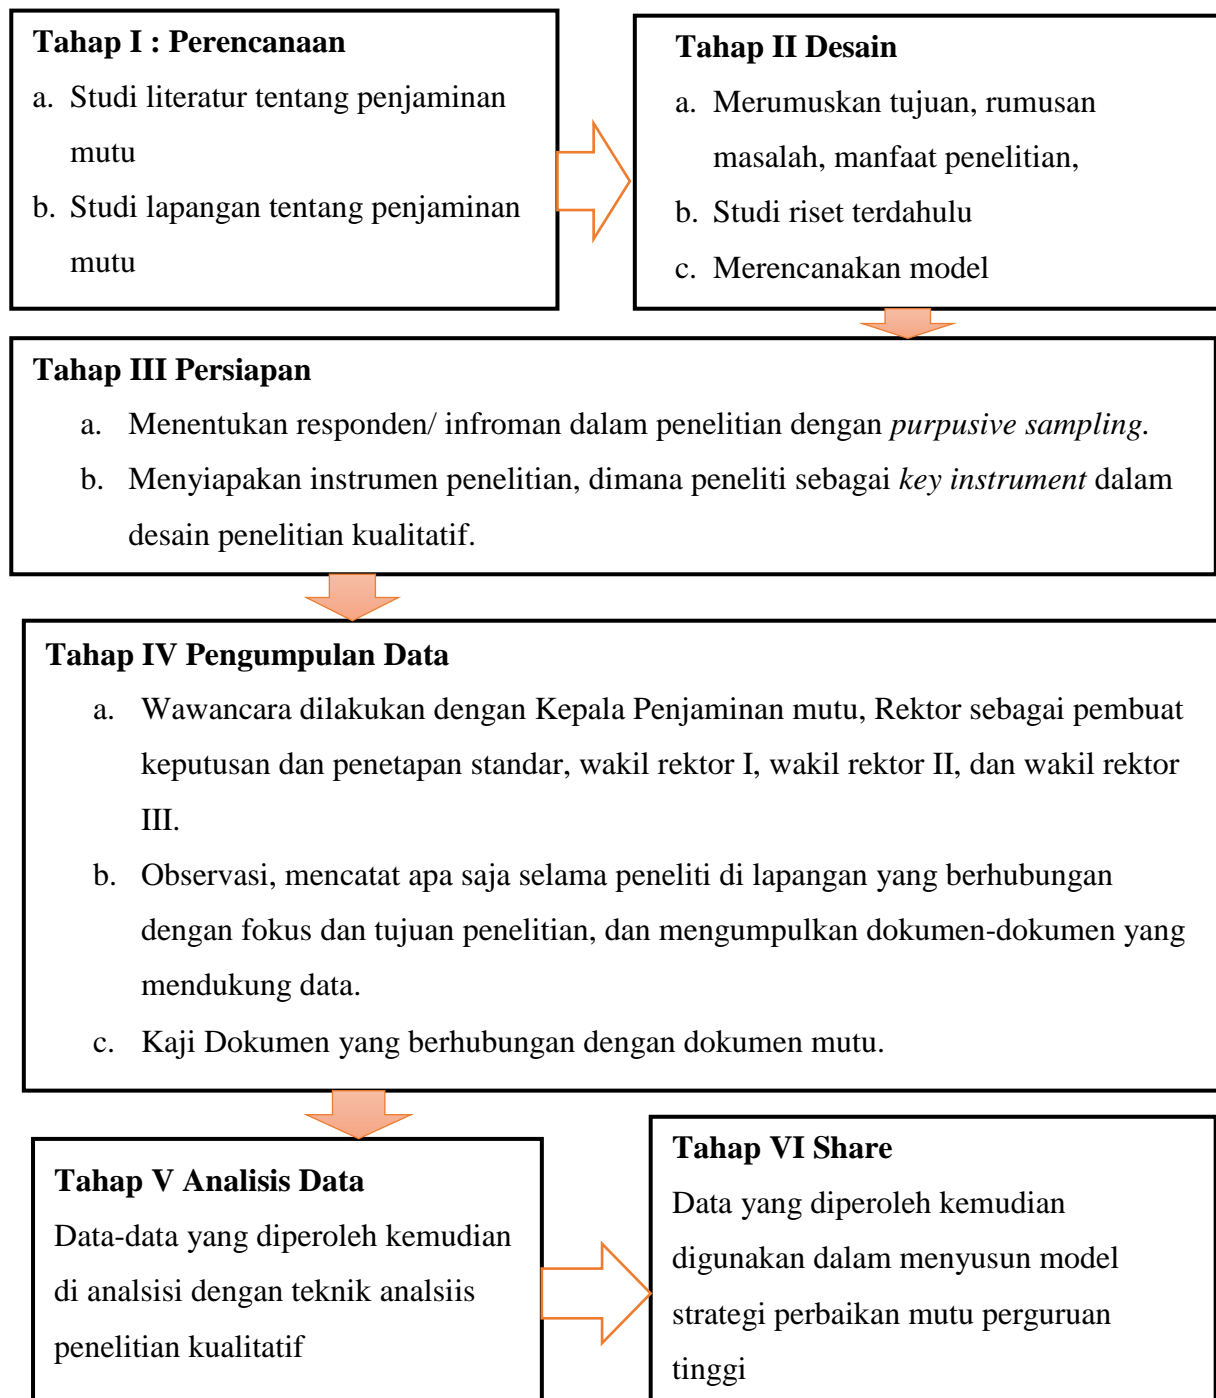 Tahap I : Perencanaan
a. Studi literatur tentang penjaminan
mutu
b. Studi lapangan tentang penjaminan
mutu
Tahap II Desain
a. Merumuskan tujuan, rumusan
masalah, manfaat penelitian,
b. Studi riset terdahulu
c. Merencanakan model
Tahap III Persiapan
a. Menentukan responden/ infroman dalam penelitian dengan purpusive sampling.
b. Menyiapakan instrumen penelitian, dimana peneliti sebagai key instrument dalam
desain penelitian kualitatif.
Tahap IV Pengumpulan Data
a. Wawancara dilakukan dengan Kepala Penjaminan mutu, Rektor sebagai pembuat
keputusan dan penetapan standar, wakil rektor I, wakil rektor II, dan wakil rektor
III.
b. Observasi, mencatat apa saja selama peneliti di lapangan yang berhubungan
dengan fokus dan tujuan penelitian, dan mengumpulkan dokumen-dokumen yang
mendukung data.
c. Kaji Dokumen yang berhubungan dengan dokumen mutu.
Tahap V Analisis Data
Data-data yang diperoleh kemudian
di analsisi dengan teknik analsiis
penelitian kualitatif
Tahap VI Share
Data yang diperoleh kemudian
digunakan dalam menyusun model
strategi perbaikan mutu perguruan
tinggi